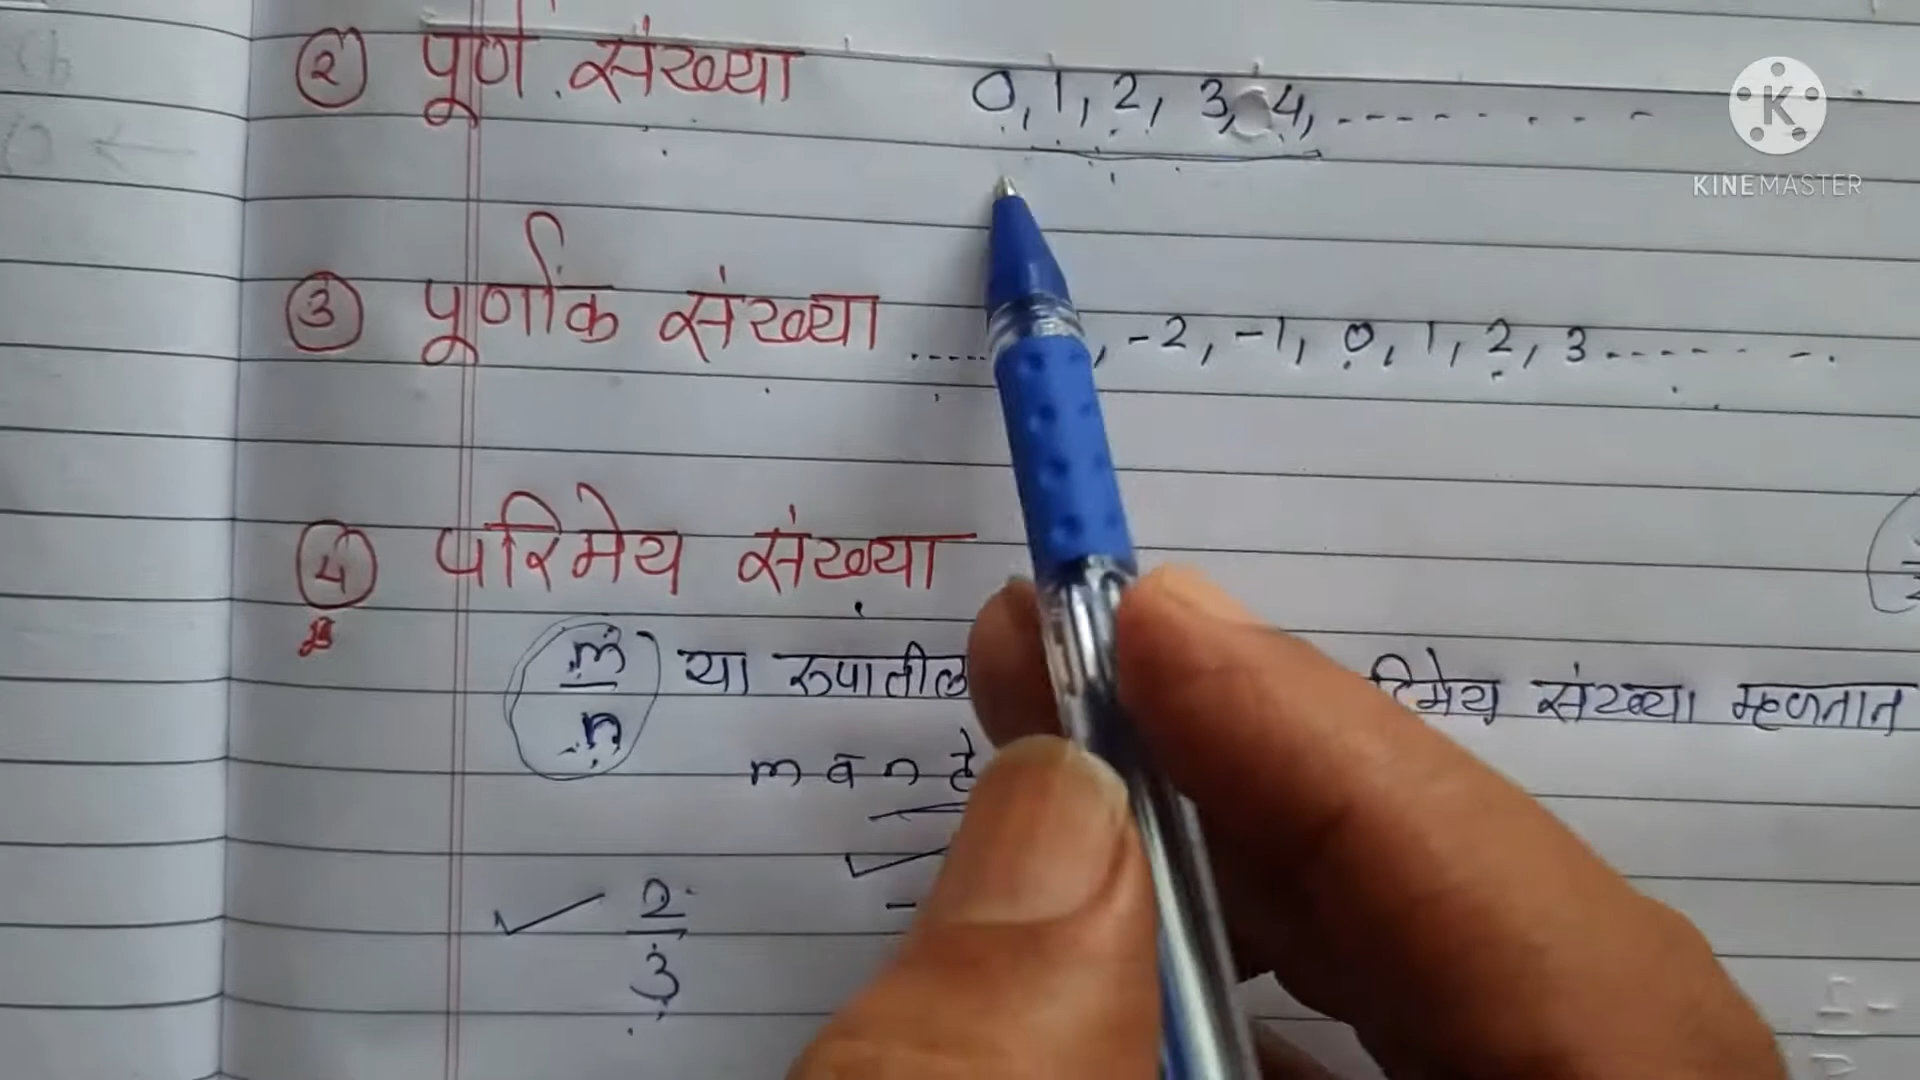 ② पूर्ण संख्या 0, 1, 2, 3, 4, ---------
③ पूर्णांक संख्या ..... , -2, -1, 0, 1, 2, 3 ---------
④ परिमेय संख्या
m/n या रुपातील संख्या म्हणतात
m व n
2/3
K
KINEMASTER